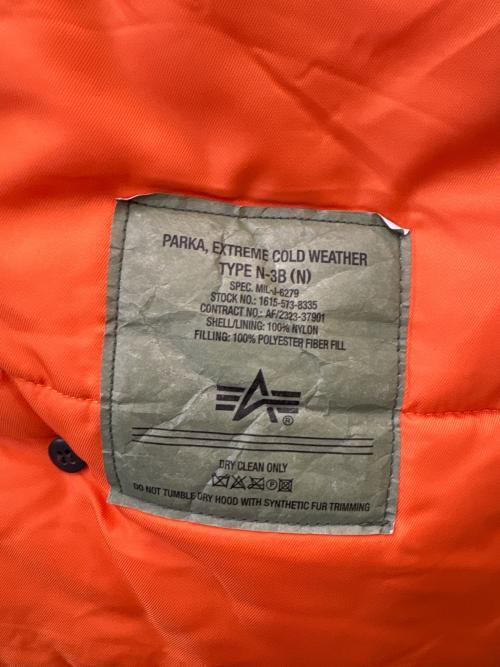 PARKA, EXTREME COLD WEATHER
TYPE N-3B (N)
SPEC. MIL-J-6279
STOCK NO.: 1615-573-8335
CONTRACT NO.: AF/2323-37901
SHELL/LINING: 100% NYLON
FILLING: 100% POLYESTER FIBER FILL
®
DRY CLEAN ONLY
P
DO NOT TUMBLE DRY HOOD WITH SYNTHETIC FUR TRIMMING